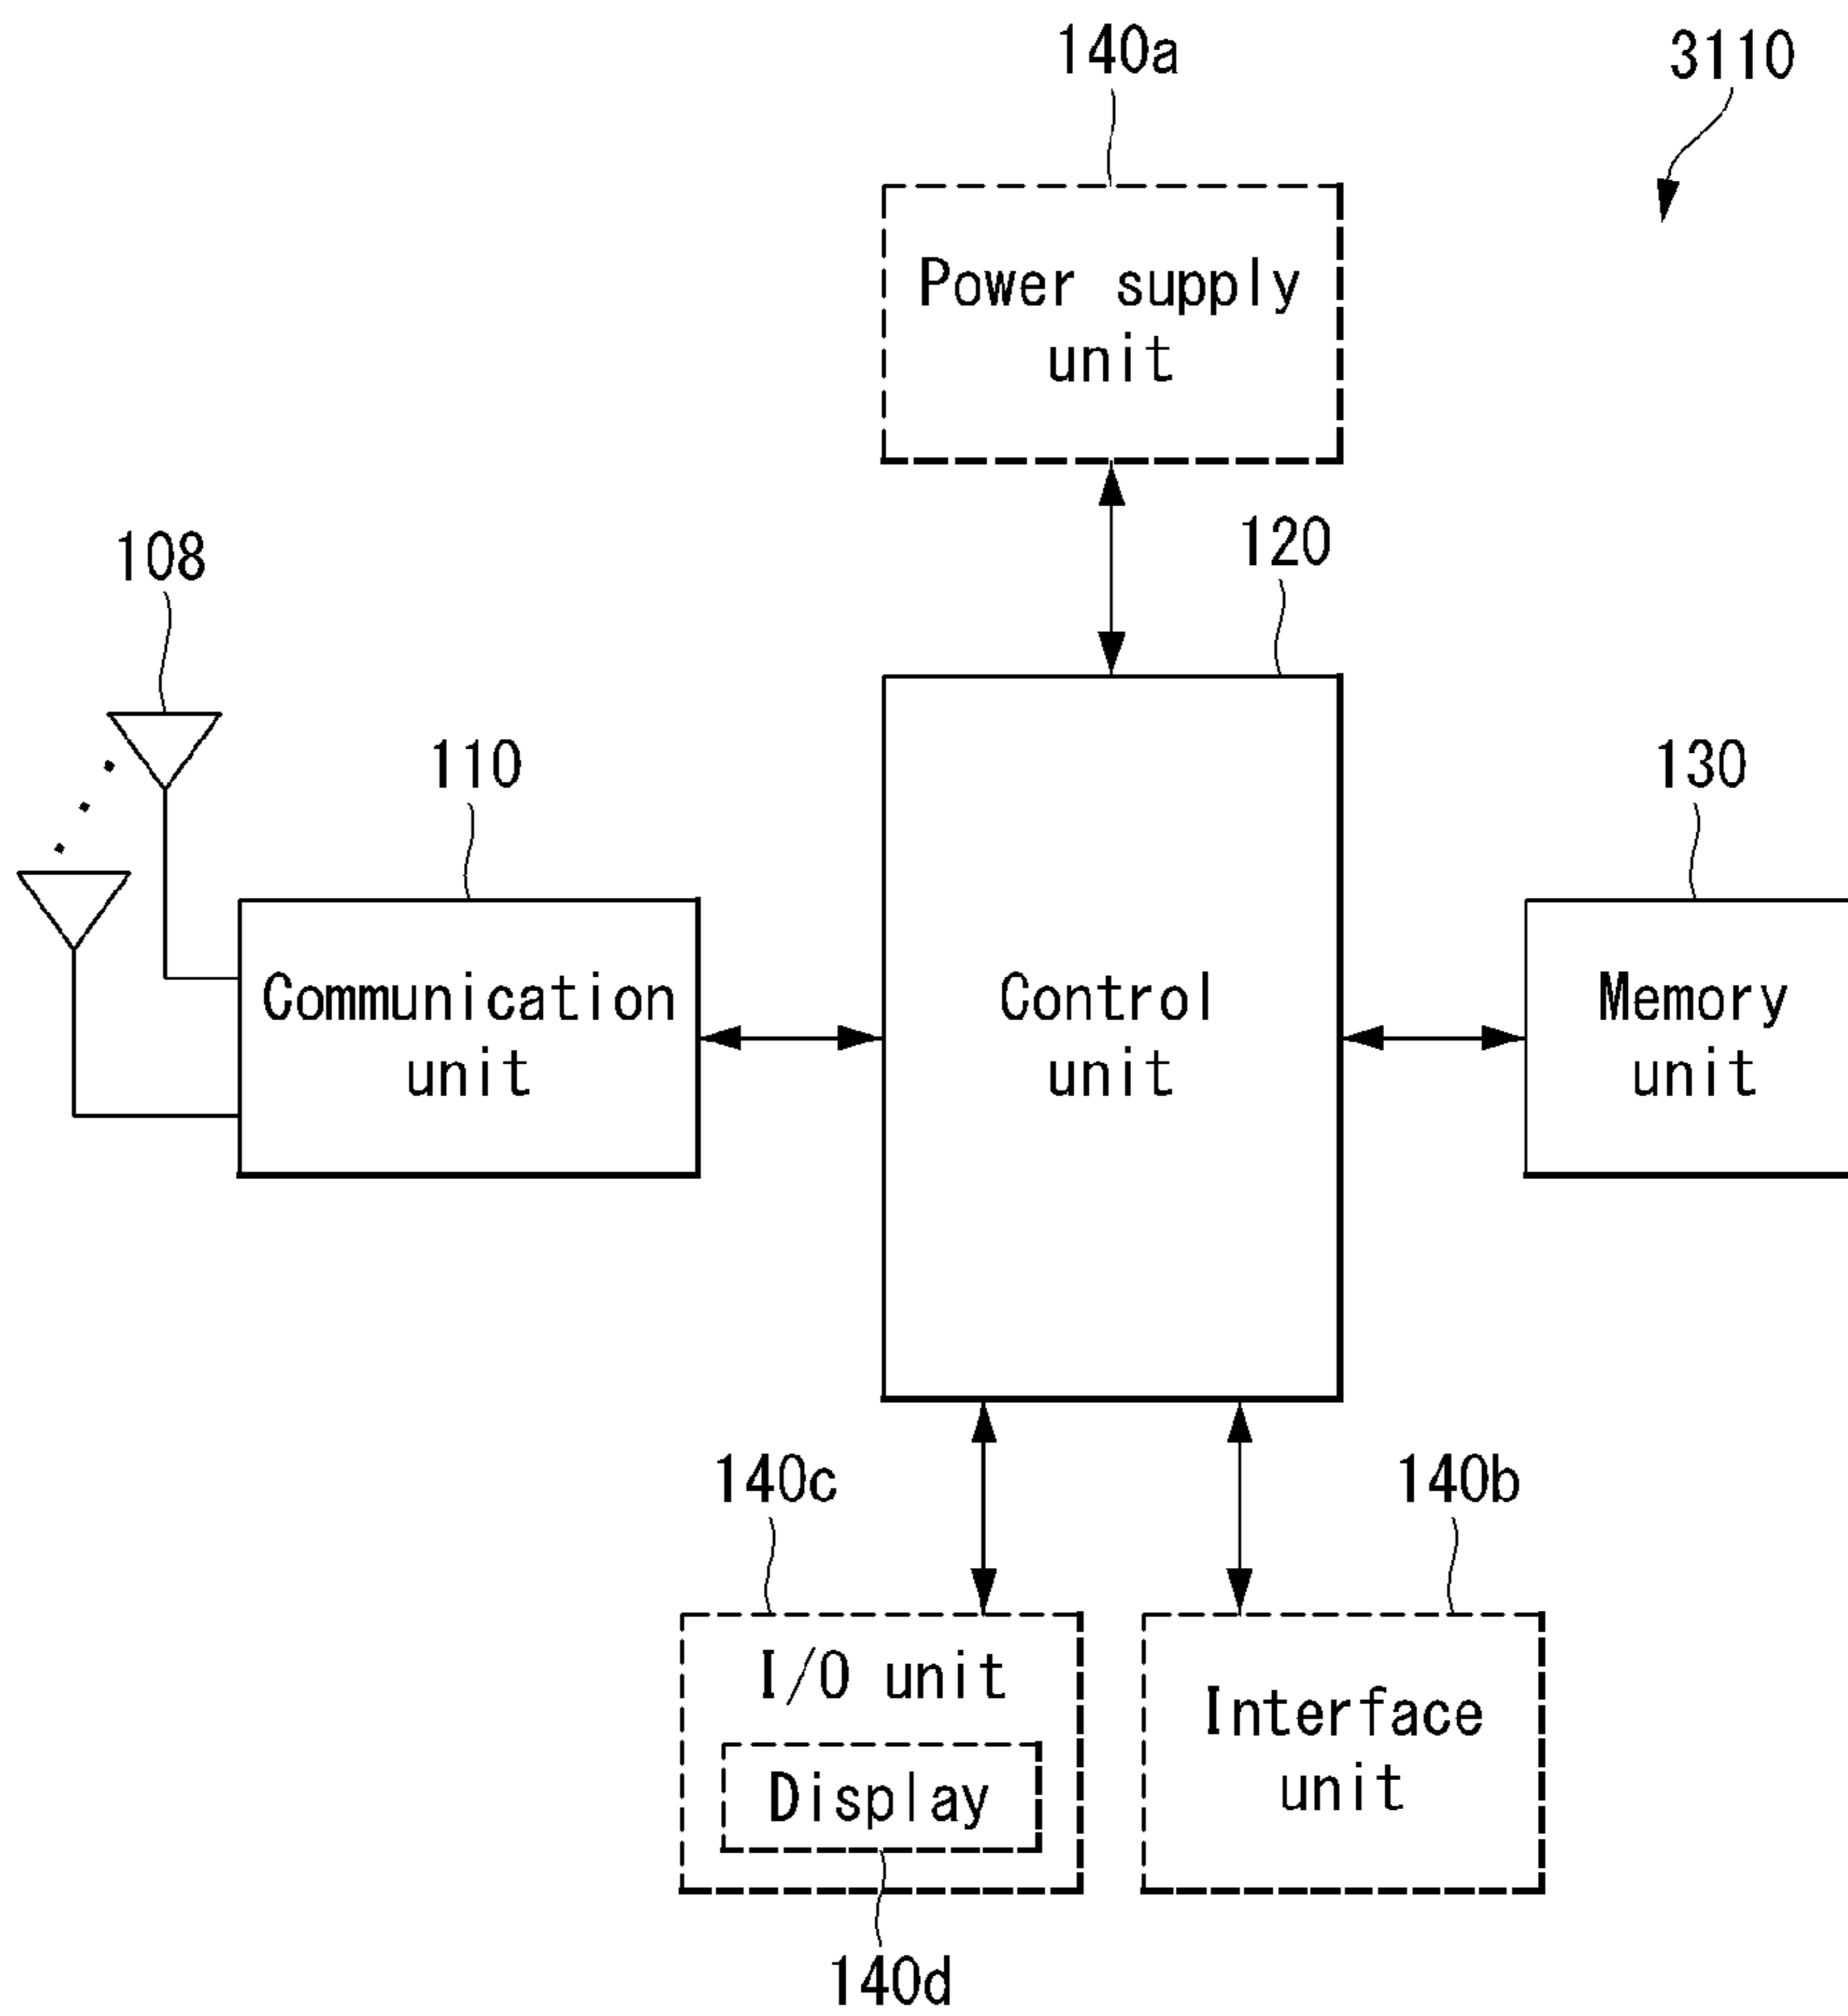 140a
3110
Power supply
unit
108
120
110
130
Communication
unit
Control
unit
Memory
unit
140c
140b
I/O unit
Display
Interface
unit
140d